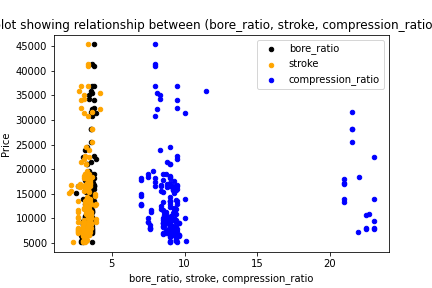 lot showing relationship between (bore_ratio, stroke, compression_ratio
45000
40000
35000
30000
25000
20000
15000
10000
5000
Price
bore_ratio
stroke
compression_ratio
5
10
15
20
bore_ratio, stroke, compression_ratio